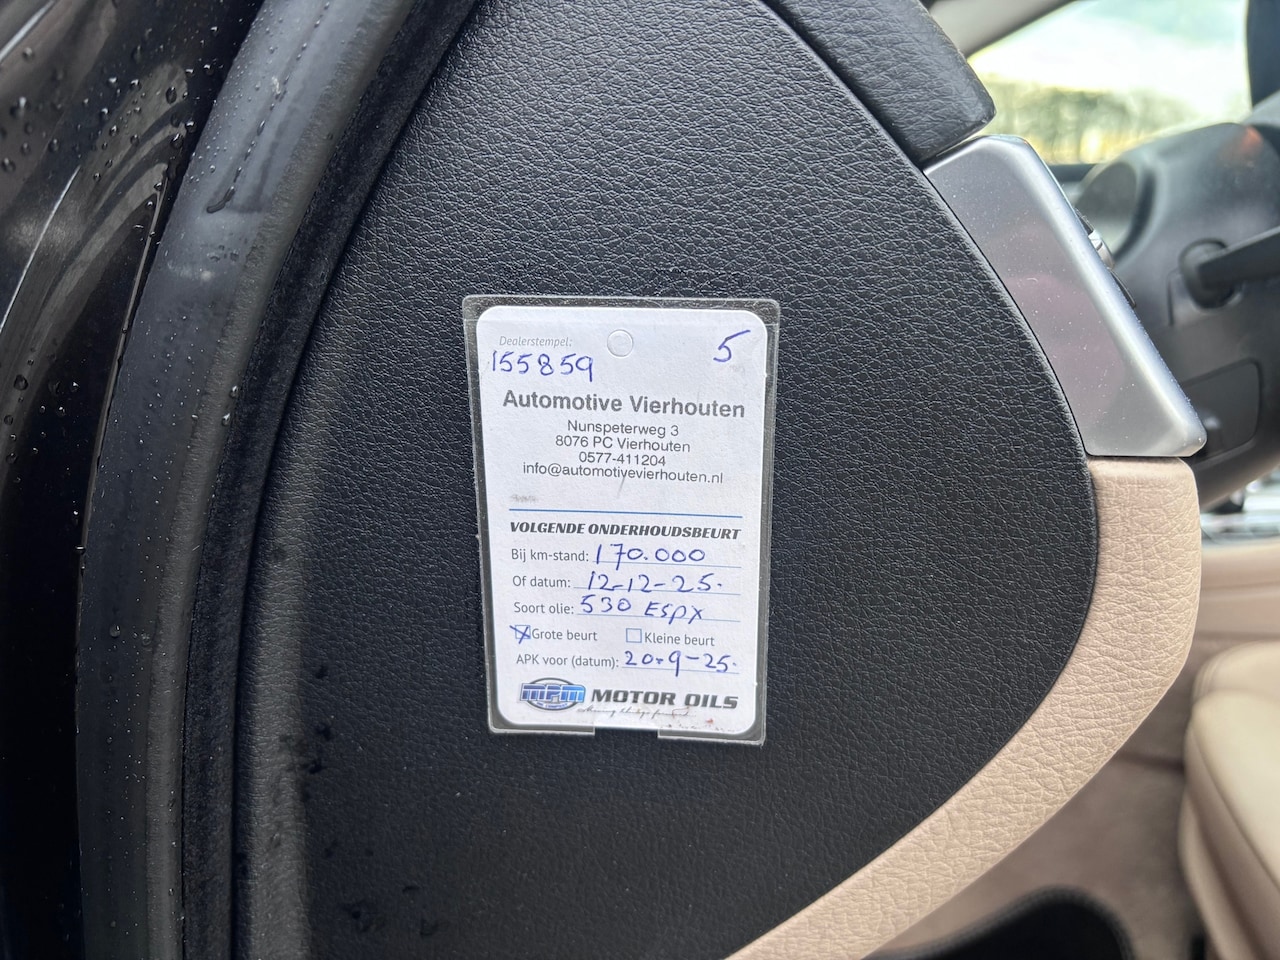 Dealerstempel:
155859
5
Automotive Vierhouten
Nunspeterweg 3
8076 PC Vierhouten
0577-411204
info@automotivevierhouten.nl
VOLGENDE ONDERHOUDSBEURT
Bij km-stand: 170.000
Of datum: 12-12-25.
Soort olie: 530 ESPX
Grote beurt Kleine beurt
APK voor (datum): 20-9-25.
MPM MOTOR OILS